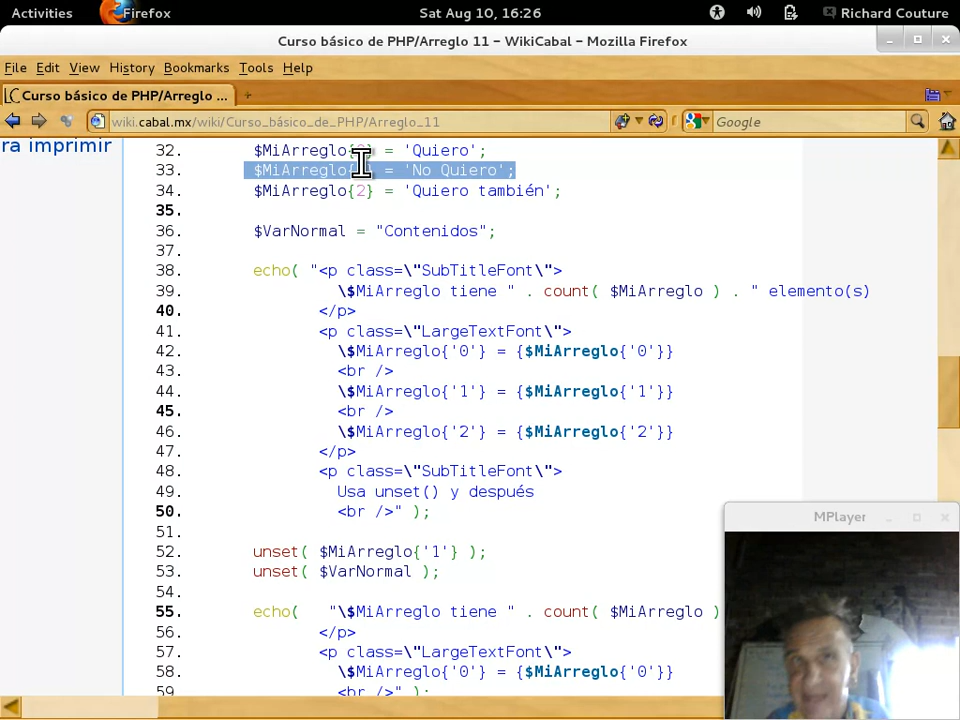 Activities Firefox Sat Aug 10, 16:26 Richard Couture
Curso básico de PHP/Arreglo 11 - WikiCabal - Mozilla Firefox
File Edit View History Bookmarks Tools Help
Curso básico de PHP/Arreglo ... +
wiki.cabal.mx/wiki/Curso_básico_de_PHP/Arreglo_11 Google
ra imprimir
32. $MiArreglo{0} = 'Quiero';
33. $MiArreglo{ } = 'No Quiero';
34. $MiArreglo{2} = 'Quiero también';
35.
36. $VarNormal = "Contenidos";
37.
38. echo( "<p class=\"SubTitleFont\">
39. \$MiArreglo tiene " . count( $MiArreglo ) . " elemento(s)
40. </p>
41. <p class=\"LargeTextFont\">
42. \$MiArreglo{'0'} = {$MiArreglo{'0'}}
43. <br />
44. \$MiArreglo{'1'} = {$MiArreglo{'1'}}
45. <br />
46. \$MiArreglo{'2'} = {$MiArreglo{'2'}}
47. </p>
48. <p class=\"SubTitleFont\">
49. Usa unset() y después
50. <br />" );
51.
52. unset( $MiArreglo{'1'} );
53. unset( $VarNormal );
54.
55. echo( "\$MiArreglo tiene " . count( $MiArreglo )
56. </p>
57. <p class=\"LargeTextFont\">
58. \$MiArreglo{'0'} = {$MiArreglo{'0'}}
59. <br />" );
MPlayer